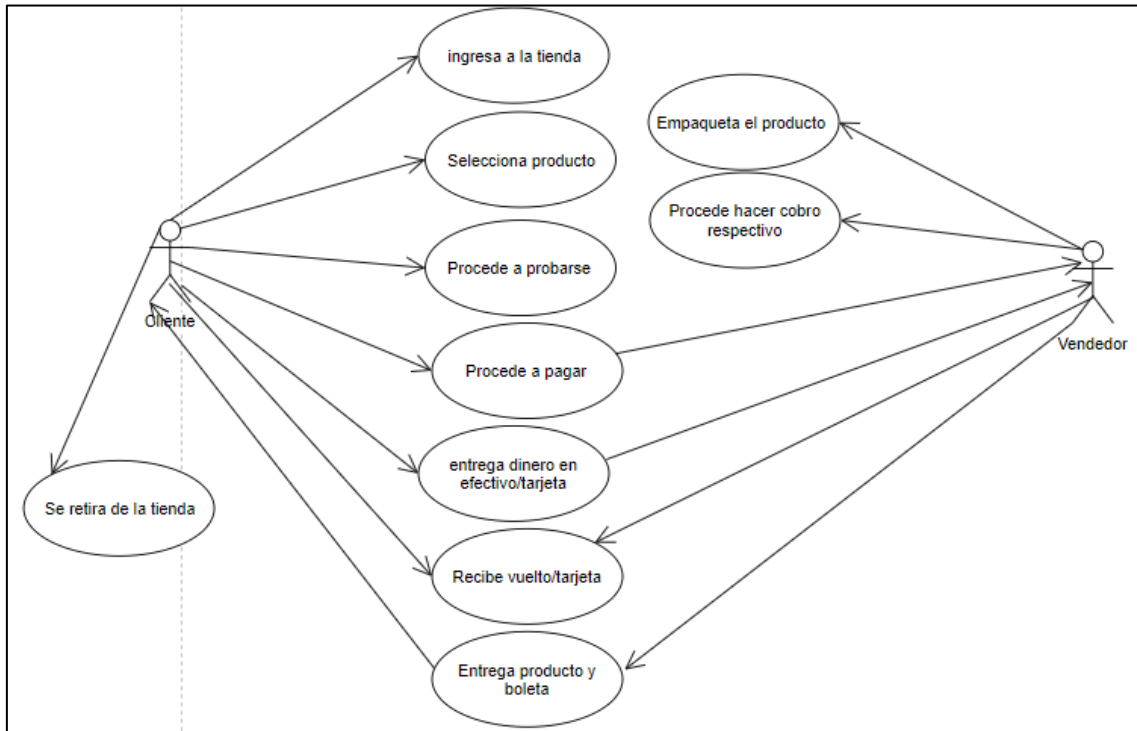 ingresa a la tienda
Empaqueta el producto
Selecciona producto
Procede hacer cobro
respectivo
Procede a probarse
Cliente
Vendedor
Procede a pagar
entrega dinero en
efectivo/tarjeta
Se retira de la tienda
Recibe vuelto/tarjeta
Entrega producto y
boleta